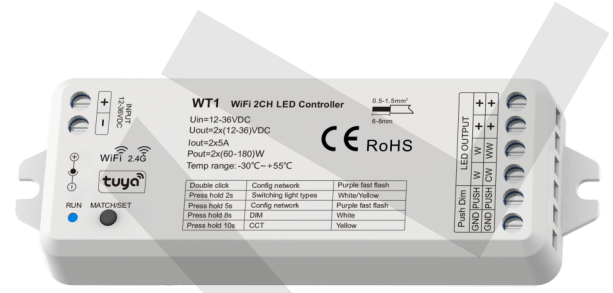 WT1 WiFi 2CH LED Controller
Uin=12-36VDC
Uout=2x(12-36)VDC
Iout=2x5A
Pout=2x(60-180)W
Temp range:-30℃~+55℃
0.5-1.5mm²
6-8mm
CE RoHS
INPUT
12-36VDC
+
−
WiFi 2.4G
tuya
RUN MATCH/SET
Double click Config network Purple fast flash
Press hold 2s Switching light types White/Yellow
Press hold 5s Config network Purple fast flash
Press hold 8s DIM White
Press hold 10s CCT Yellow
LED OUTPUT
+ +
+ +
W WW
W CW
Push Dim
PUSH PUSH
GND GND